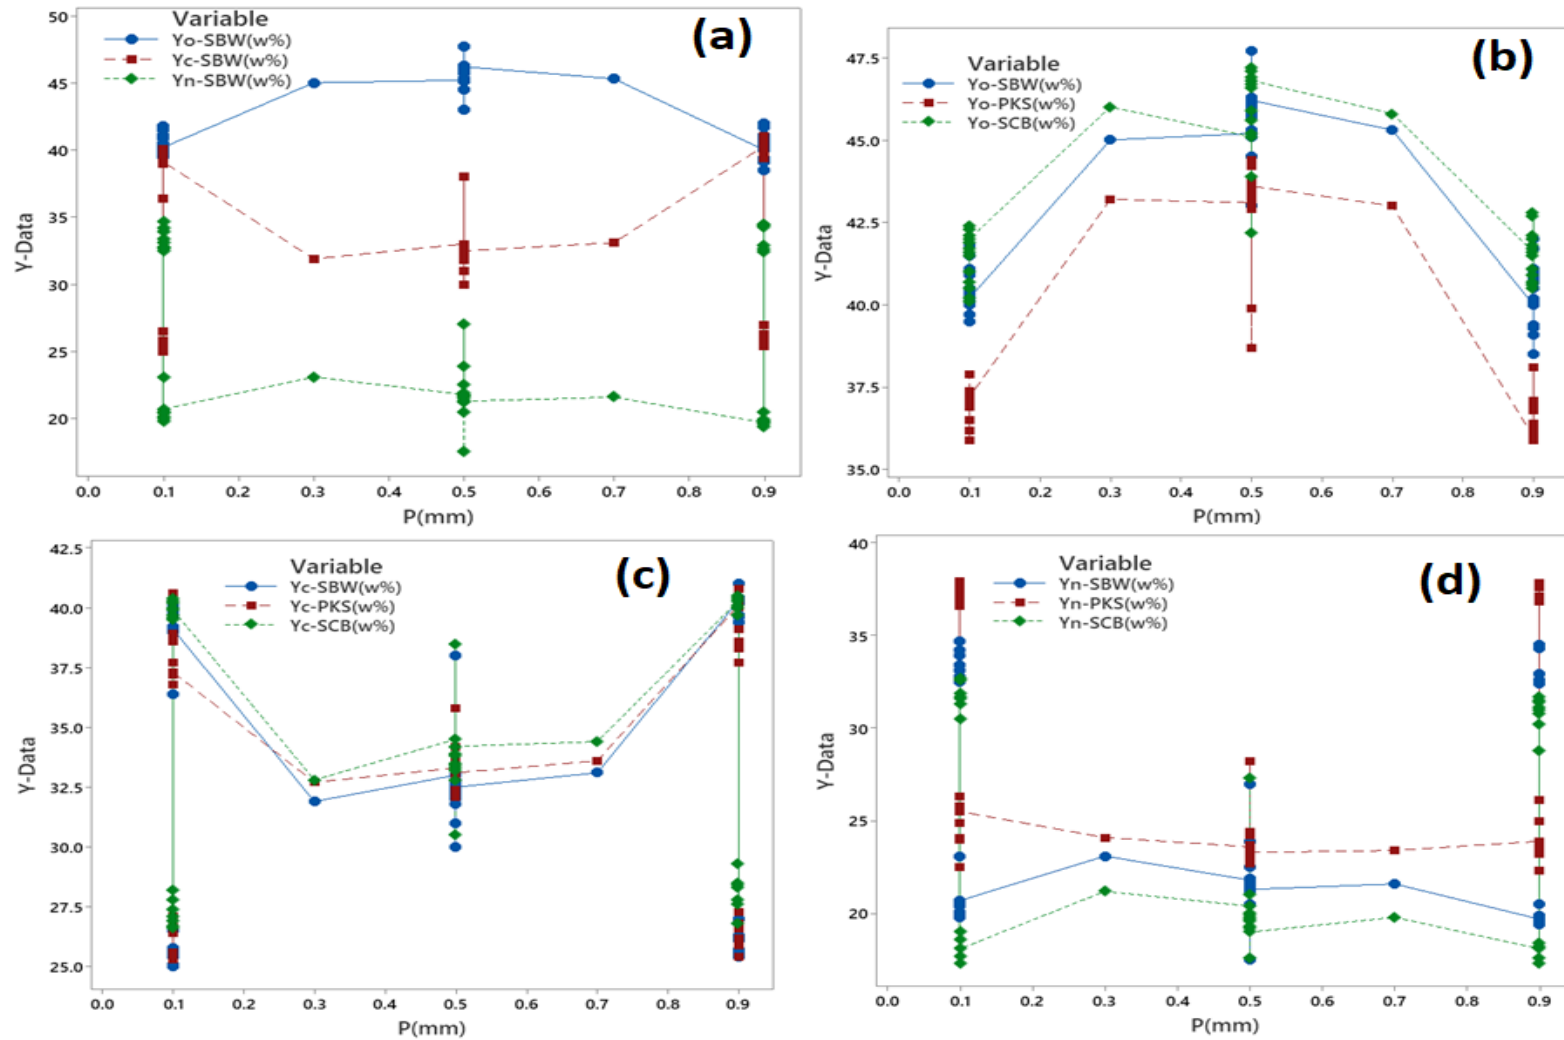 (a)
Variable
Yo-SBW(w%)
Yc-SBW(w%)
Yn-SBW(w%)
Y-Data
50
45
40
35
30
25
20
0.0 0.1 0.2 0.3 0.4 0.5 0.6 0.7 0.8 0.9
P(mm)
(b)
Variable
Yo-SBW(w%)
Yo-PKS(w%)
Yo-SCB(w%)
Y-Data
47.5
45.0
42.5
40.0
37.5
35.0
0.0 0.1 0.2 0.3 0.4 0.5 0.6 0.7 0.8 0.9
P(mm)
(c)
Variable
Yc-SBW(w%)
Yc-PKS(w%)
Yc-SCB(w%)
Y-Data
42.5
40.0
37.5
35.0
32.5
30.0
27.5
25.0
0.0 0.1 0.2 0.3 0.4 0.5 0.6 0.7 0.8 0.9
P(mm)
(d)
Variable
Yn-SBW(w%)
Yn-PKS(w%)
Yn-SCB(w%)
Y-Data
40
35
30
25
20
0.0 0.1 0.2 0.3 0.4 0.5 0.6 0.7 0.8 0.9
P(mm)